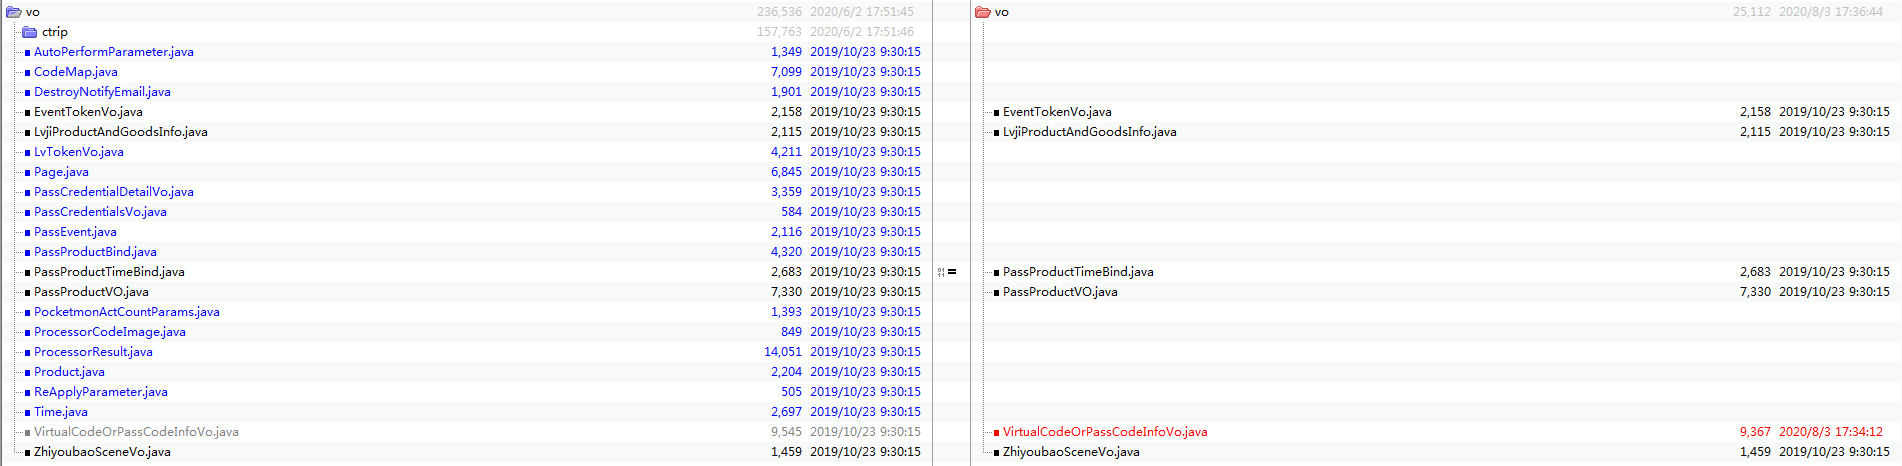 vo 236,536 2020/6/2 17:51:45 vo 25,112 2020/8/3 17:36:44
ctrip 157,763 2020/6/2 17:51:46
AutoPerformParameter.java 1,349 2019/10/23 9:30:15
CodeMap.java 7,099 2019/10/23 9:30:15
DestroyNotifyEmail.java 1,901 2019/10/23 9:30:15
EventTokenVo.java 2,158 2019/10/23 9:30:15 EventTokenVo.java 2,158 2019/10/23 9:30:15
LvjiProductAndGoodsInfo.java 2,115 2019/10/23 9:30:15 LvjiProductAndGoodsInfo.java 2,115 2019/10/23 9:30:15
LvTokenVo.java 4,211 2019/10/23 9:30:15
Page.java 6,845 2019/10/23 9:30:15
PassCredentialDetailVo.java 3,359 2019/10/23 9:30:15
PassCredentialsVo.java 584 2019/10/23 9:30:15
PassEvent.java 2,116 2019/10/23 9:30:15
PassProductBind.java 4,320 2019/10/23 9:30:15
PassProductTimeBind.java 2,683 2019/10/23 9:30:15 = PassProductTimeBind.java 2,683 2019/10/23 9:30:15
PassProductVO.java 7,330 2019/10/23 9:30:15 PassProductVO.java 7,330 2019/10/23 9:30:15
PocketmonActCountParams.java 1,393 2019/10/23 9:30:15
ProcessorCodeImage.java 849 2019/10/23 9:30:15
ProcessorResult.java 14,051 2019/10/23 9:30:15
Product.java 2,204 2019/10/23 9:30:15
ReApplyParameter.java 505 2019/10/23 9:30:15
Time.java 2,697 2019/10/23 9:30:15
VirtualCodeOrPassCodeInfoVo.java 9,545 2019/10/23 9:30:15 VirtualCodeOrPassCodeInfoVo.java 9,367 2020/8/3 17:34:12
ZhiyoubaoSceneVo.java 1,459 2019/10/23 9:30:15 ZhiyoubaoSceneVo.java 1,459 2019/10/23 9:30:15